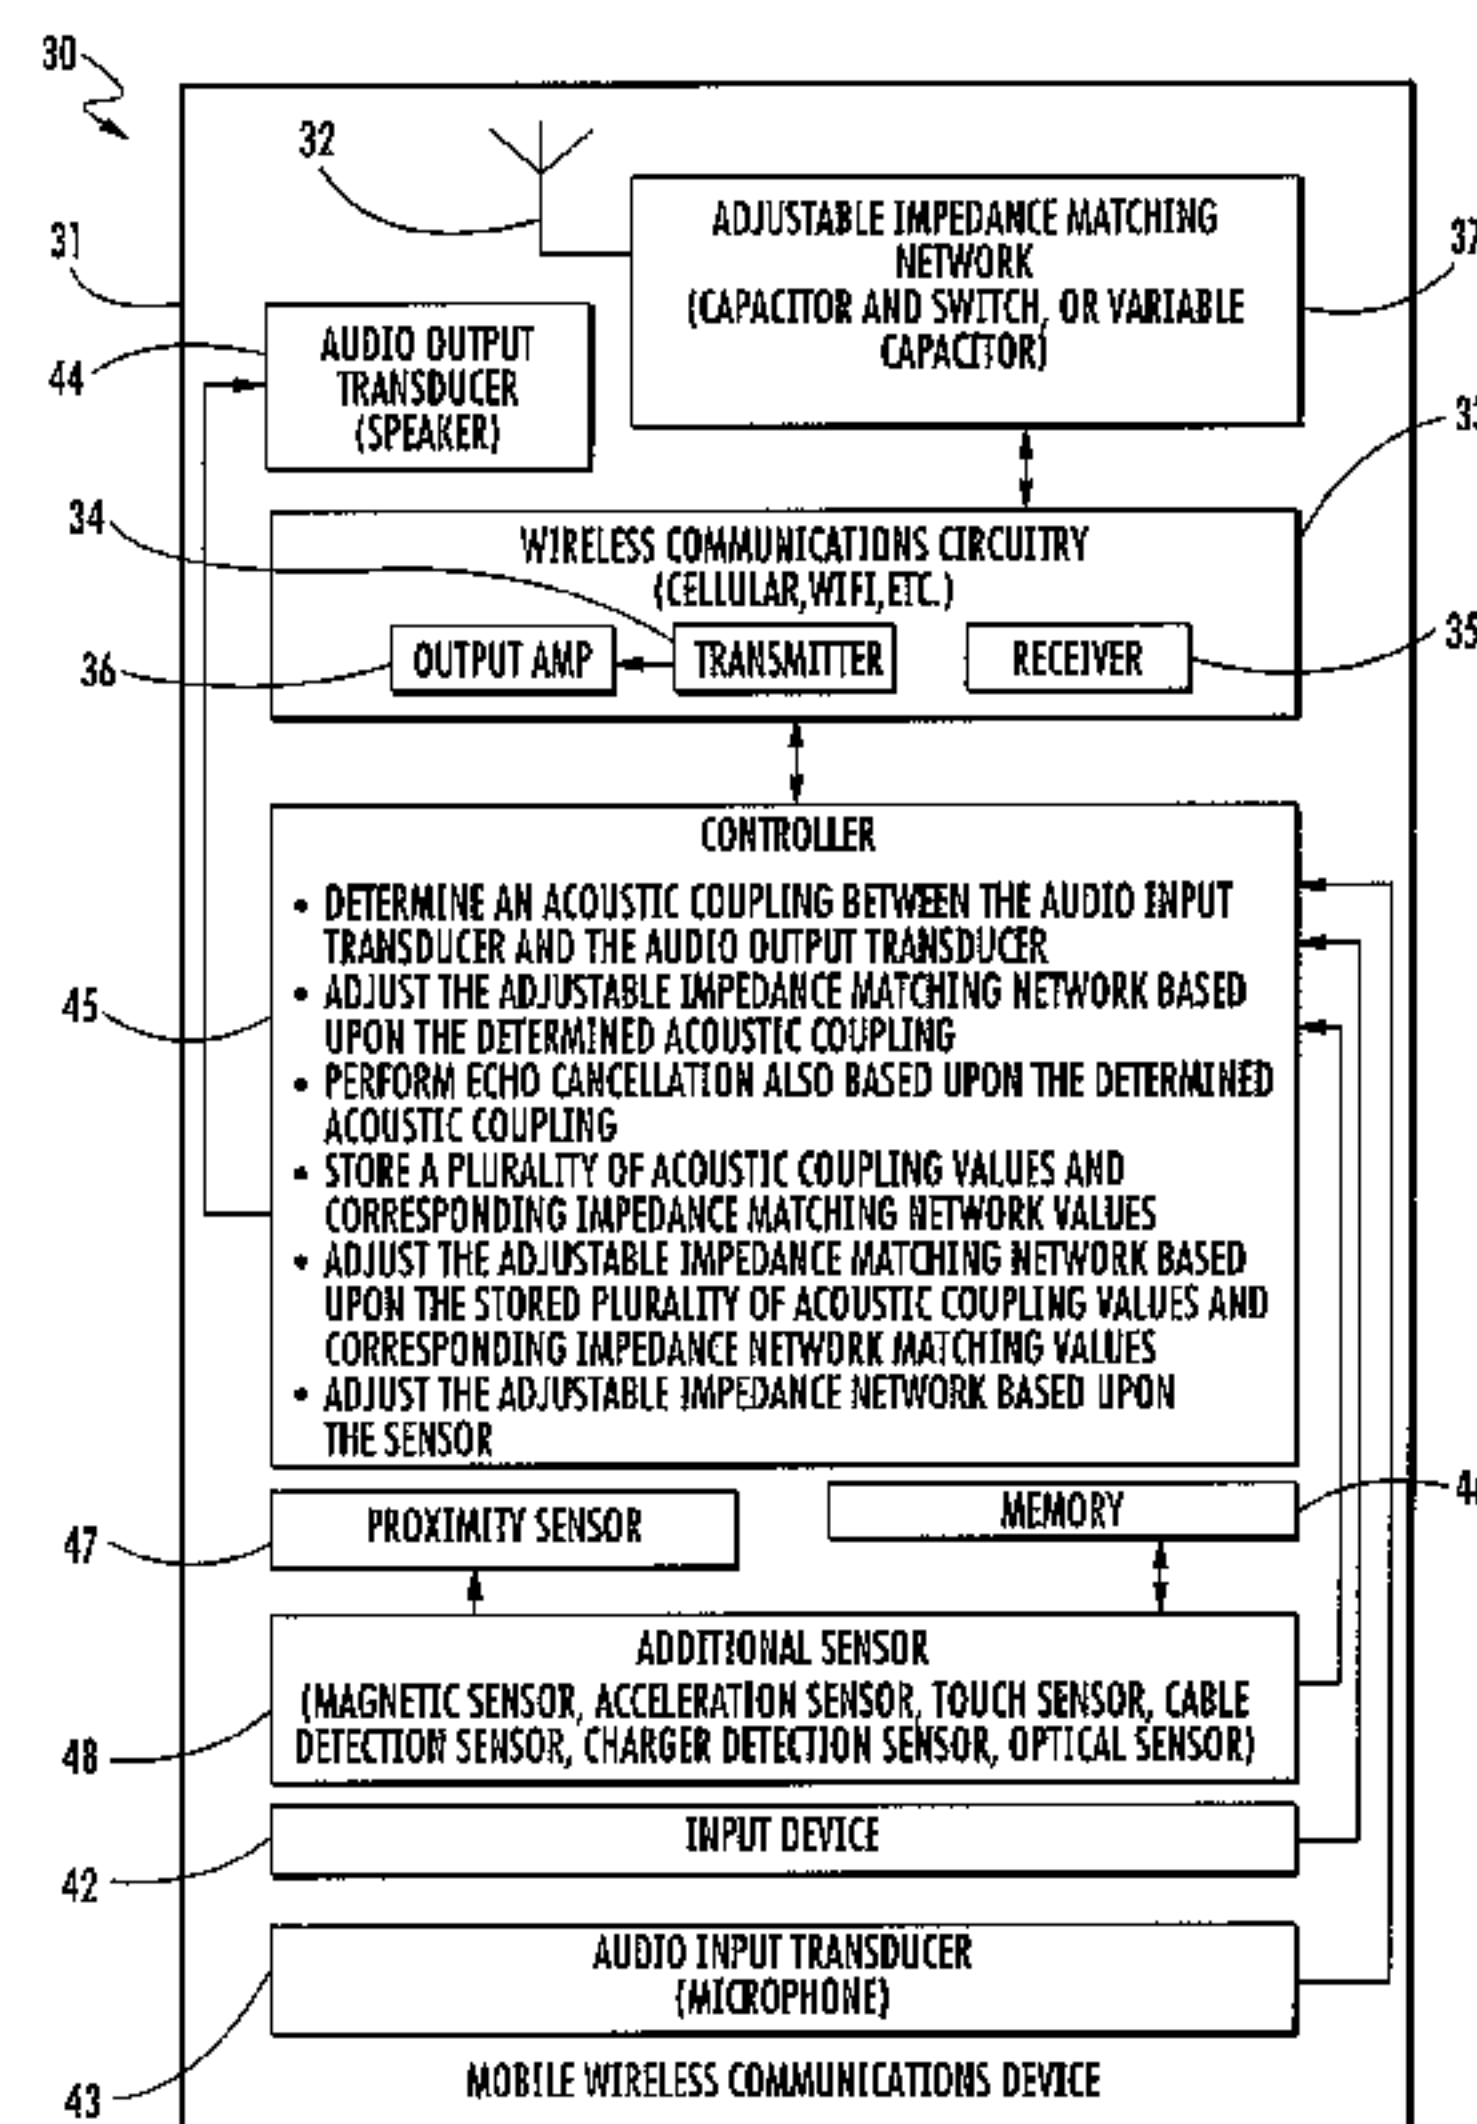 30
32
31
ADJUSTABLE IMPEDANCE MATCHING
NETWORK
(CAPACITOR AND SWITCH, OR VARIABLE
CAPACITOR)
44
AUDIO OUTPUT
TRANSDUCER
(SPEAKER)
34
WIRELESS COMMUNICATIONS CIRCUITRY
(CELLULAR,WIFI,ETC.)
36
OUTPUT AMP
TRANSMITTER
RECEIVER
35
CONTROLLER
• DETERMINE AN ACOUSTIC COUPLING BETWEEN THE AUDIO INPUT
TRANSDUCER AND THE AUDIO OUTPUT TRANSDUCER
45
• ADJUST THE ADJUSTABLE IMPEDANCE MATCHING NETWORK BASED
UPON THE DETERMINED ACOUSTIC COUPLING
• PERFORM ECHO CANCELLATION ALSO BASED UPON THE DETERMINED
ACOUSTIC COUPLING
• STORE A PLURALITY OF ACOUSTIC COUPLING VALUES AND
CORRESPONDING IMPEDANCE MATCHING NETWORK VALUES
• ADJUST THE ADJUSTABLE IMPEDANCE MATCHING NETWORK BASED
UPON THE STORED PLURALITY OF ACOUSTIC COUPLING VALUES AND
CORRESPONDING IMPEDANCE NETWORK MATCHING VALUES
• ADJUST THE ADJUSTABLE IMPEDANCE NETWORK BASED UPON
THE SENSOR
47
PROXIMITY SENSOR
MEMORY
ADDITIONAL SENSOR
(MAGNETIC SENSOR, ACCELERATION SENSOR, TOUCH SENSOR, CABLE
DETECTION SENSOR, CHARGER DETECTION SENSOR, OPTICAL SENSOR)
48
INPUT DEVICE
42
AUDIO INPUT TRANSDUCER
(MICROPHONE)
MOBILE WIRELESS COMMUNICATIONS DEVICE
43